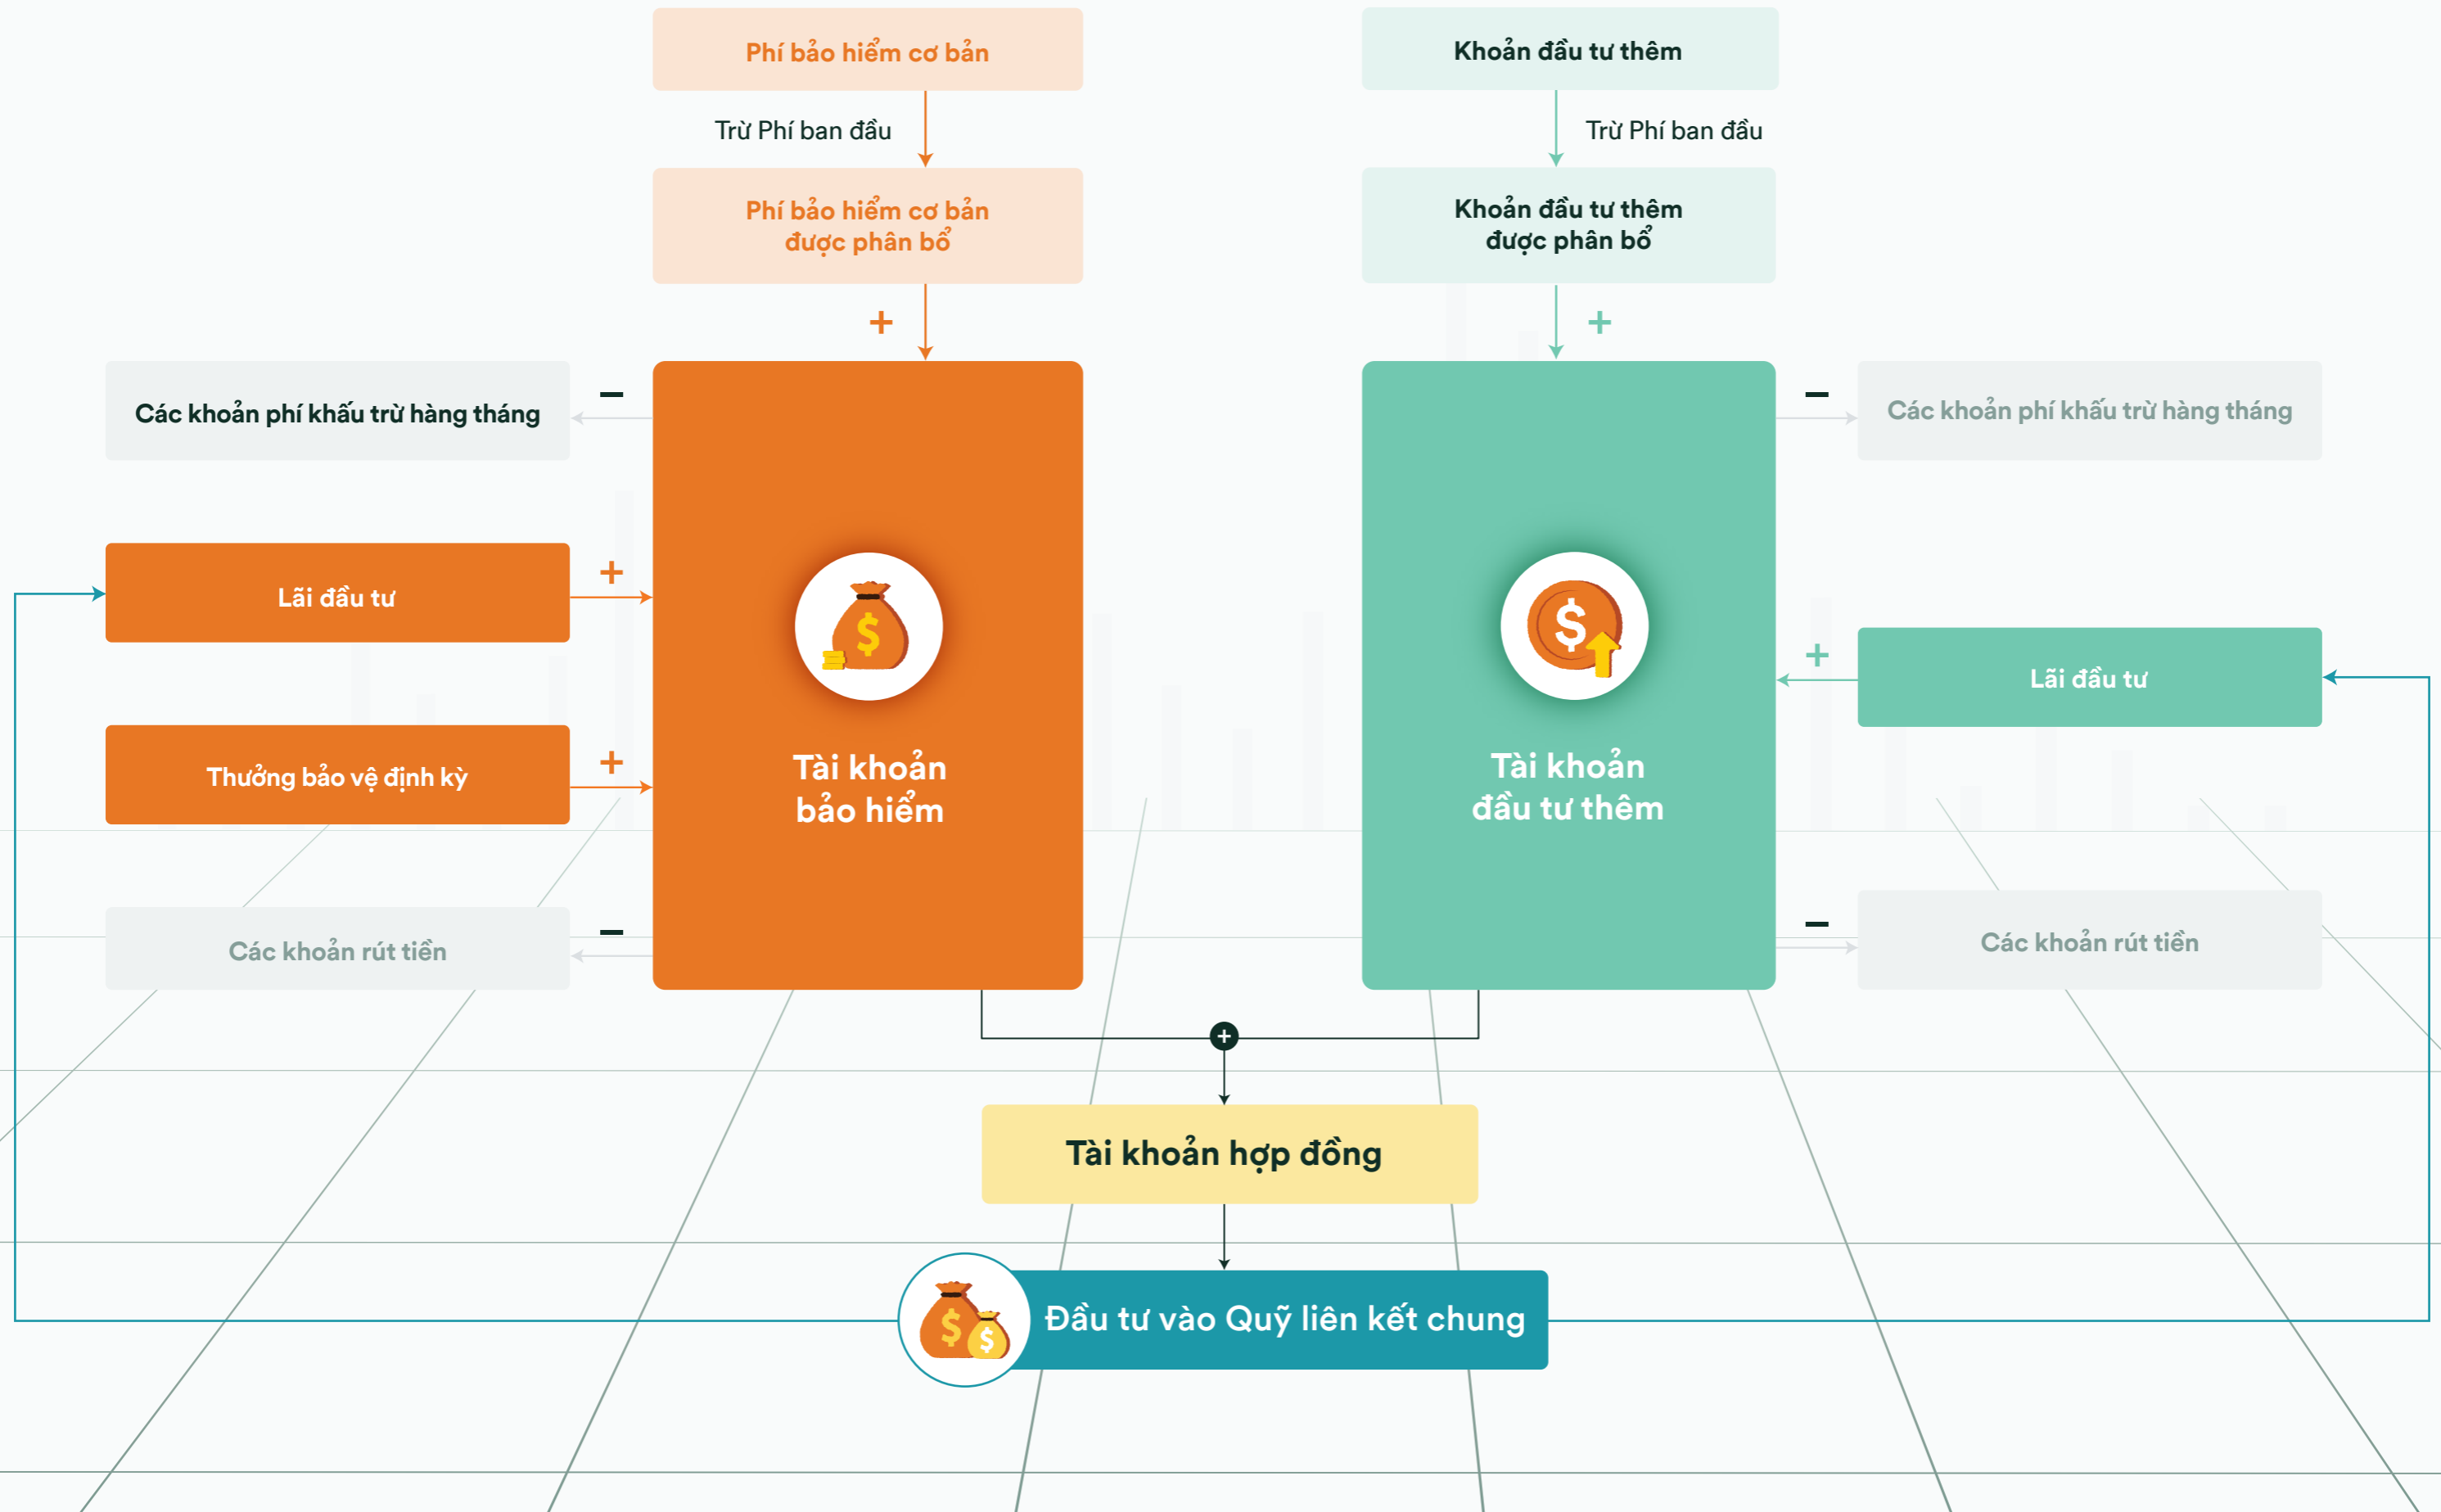 Phí bảo hiểm cơ bản
Khoản đầu tư thêm
Trừ Phí ban đầu
Trừ Phí ban đầu
Phí bảo hiểm cơ bản
được phân bổ
Khoản đầu tư thêm
được phân bổ
+
+
Các khoản phí khấu trừ hàng tháng
−
−
Các khoản phí khấu trừ hàng tháng
Lãi đầu tư
+
$
$
+
Lãi đầu tư
Thưởng bảo vệ định kỳ
+
Tài khoản
bảo hiểm
Tài khoản
đầu tư thêm
Các khoản rút tiền
−
−
Các khoản rút tiền
+
Tài khoản hợp đồng
$
$
Đầu tư vào Quỹ liên kết chung